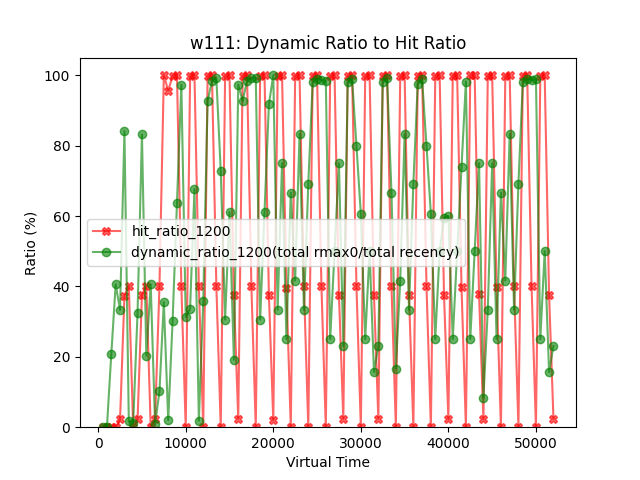 w111: Dynamic Ratio to Hit Ratio
Ratio (%)
100
80
60
40
20
0
hit_ratio_1200
dynamic_ratio_1200(total rmax0/total recency)
0
10000
20000
30000
40000
50000
Virtual Time